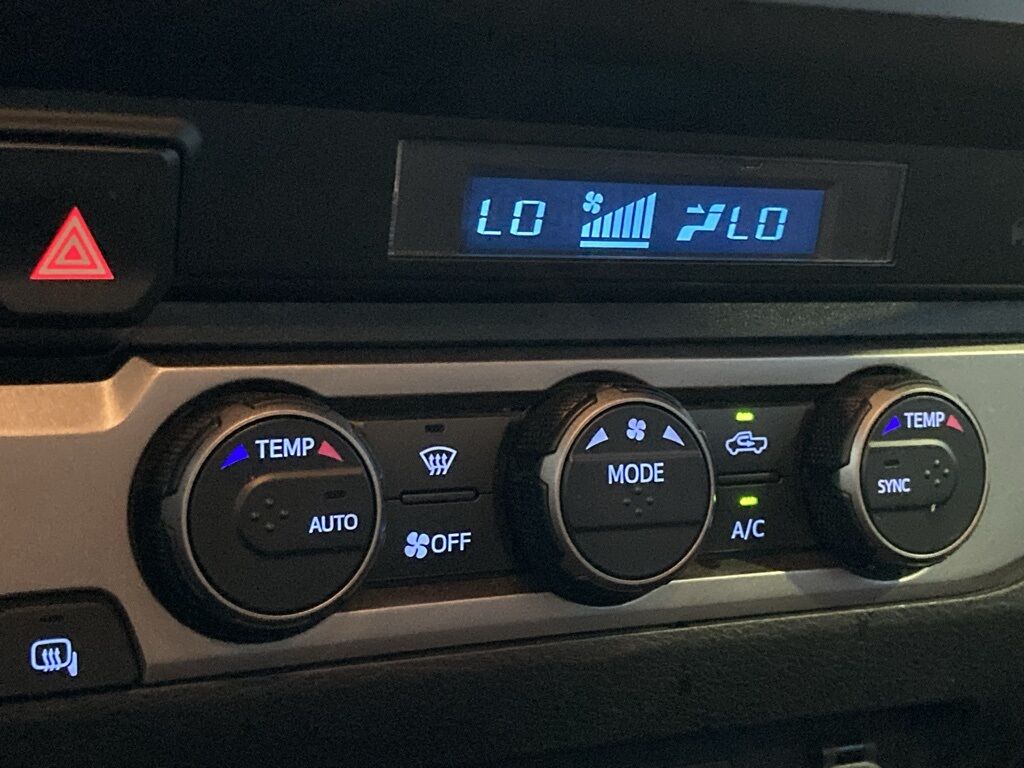 LO LO
TEMP
AUTO
OFF
MODE
A/C
TEMP
SYNC